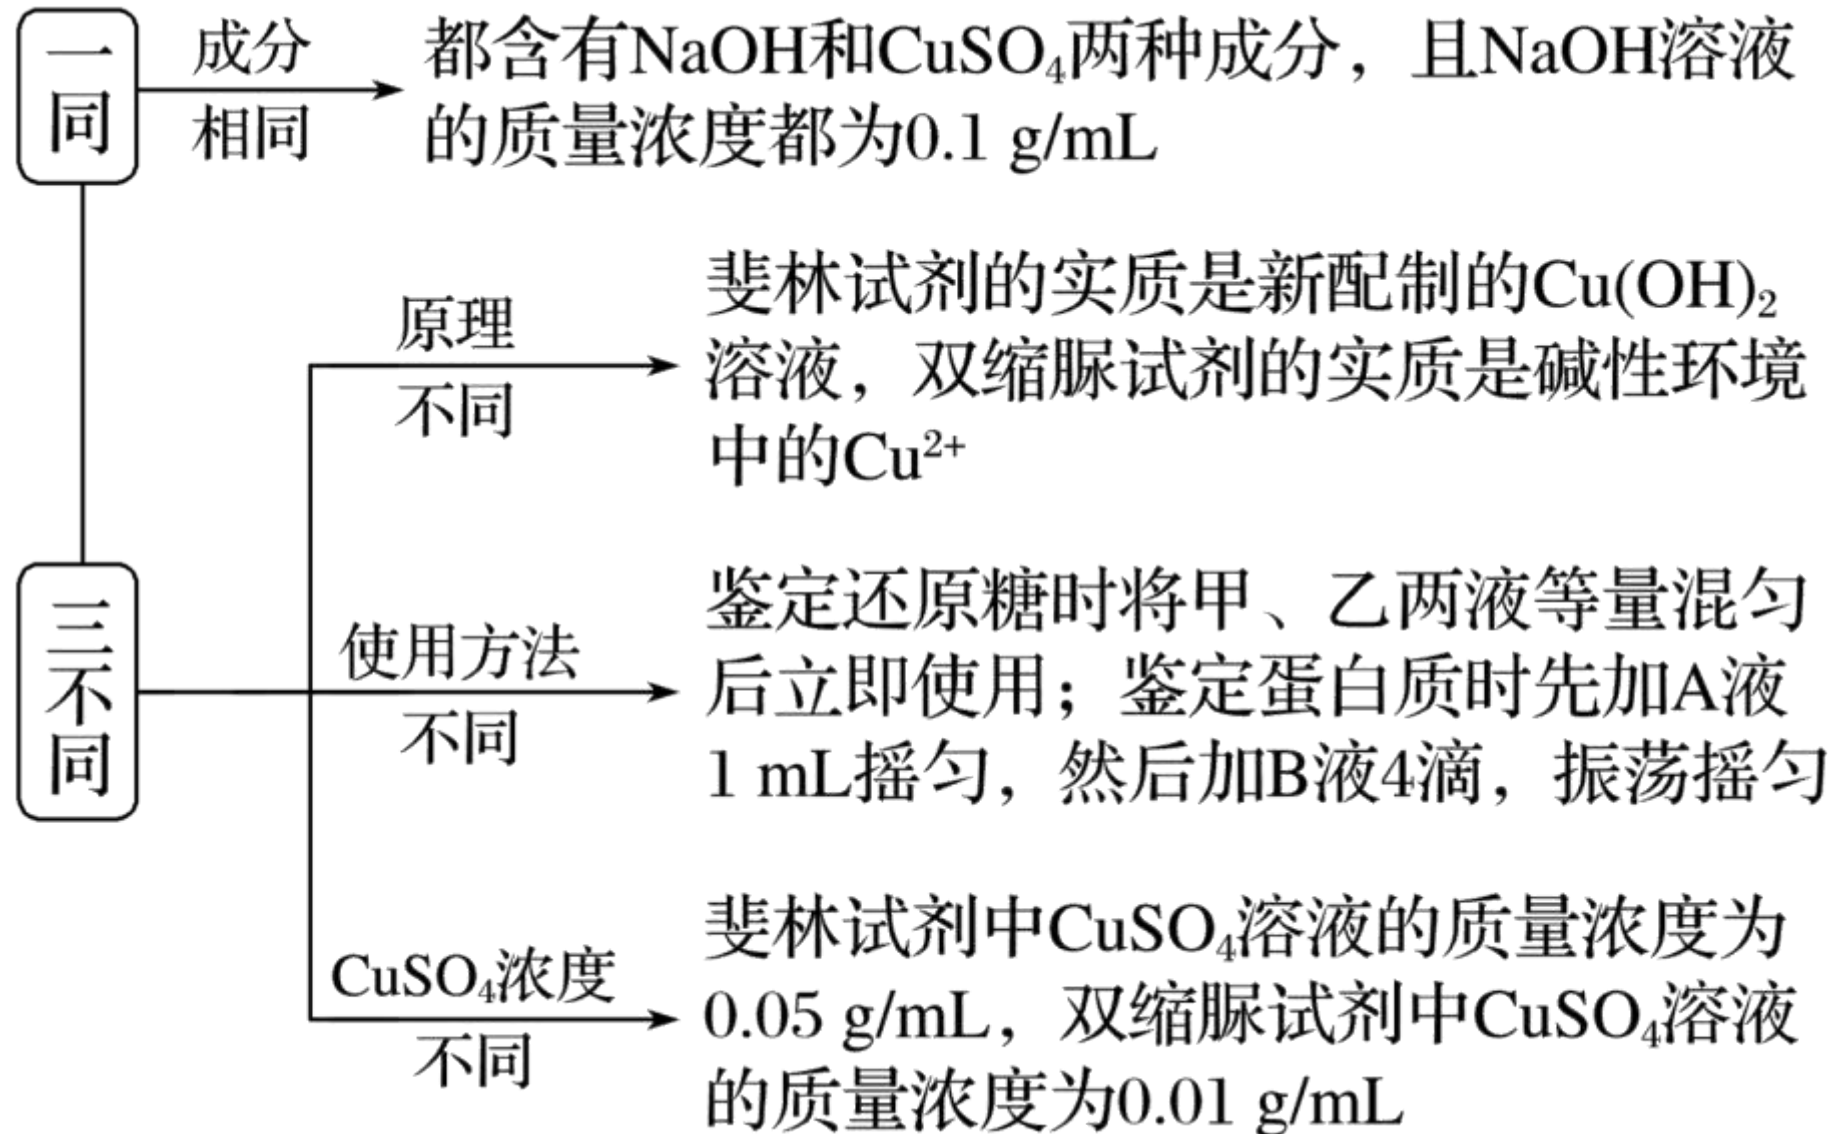 一同
成分
相同
都含有NaOH和CuSO₄两种成分，且NaOH溶液
的质量浓度都为0.1 g/mL
三不同
原理
不同
斐林试剂的实质是新配制的Cu(OH)₂
溶液，双缩脲试剂的实质是碱性环境
中的Cu²⁺
使用方法
不同
鉴定还原糖时将甲、乙两液等量混匀
后立即使用；鉴定蛋白质时先加A液
1 mL摇匀，然后加B液4滴，振荡摇匀
CuSO₄浓度
不同
斐林试剂中CuSO₄溶液的质量浓度为
0.05 g/mL，双缩脲试剂中CuSO₄溶液
的质量浓度为0.01 g/mL